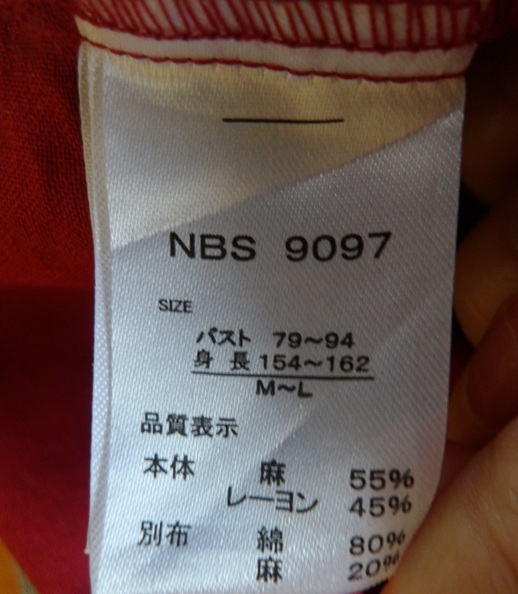 NBS 9097
SIZE
バスト 79〜94
身長 154〜162
M〜L
品質表示
本体 麻 55%
レーヨン 45%
別布 綿 80%
麻 20%